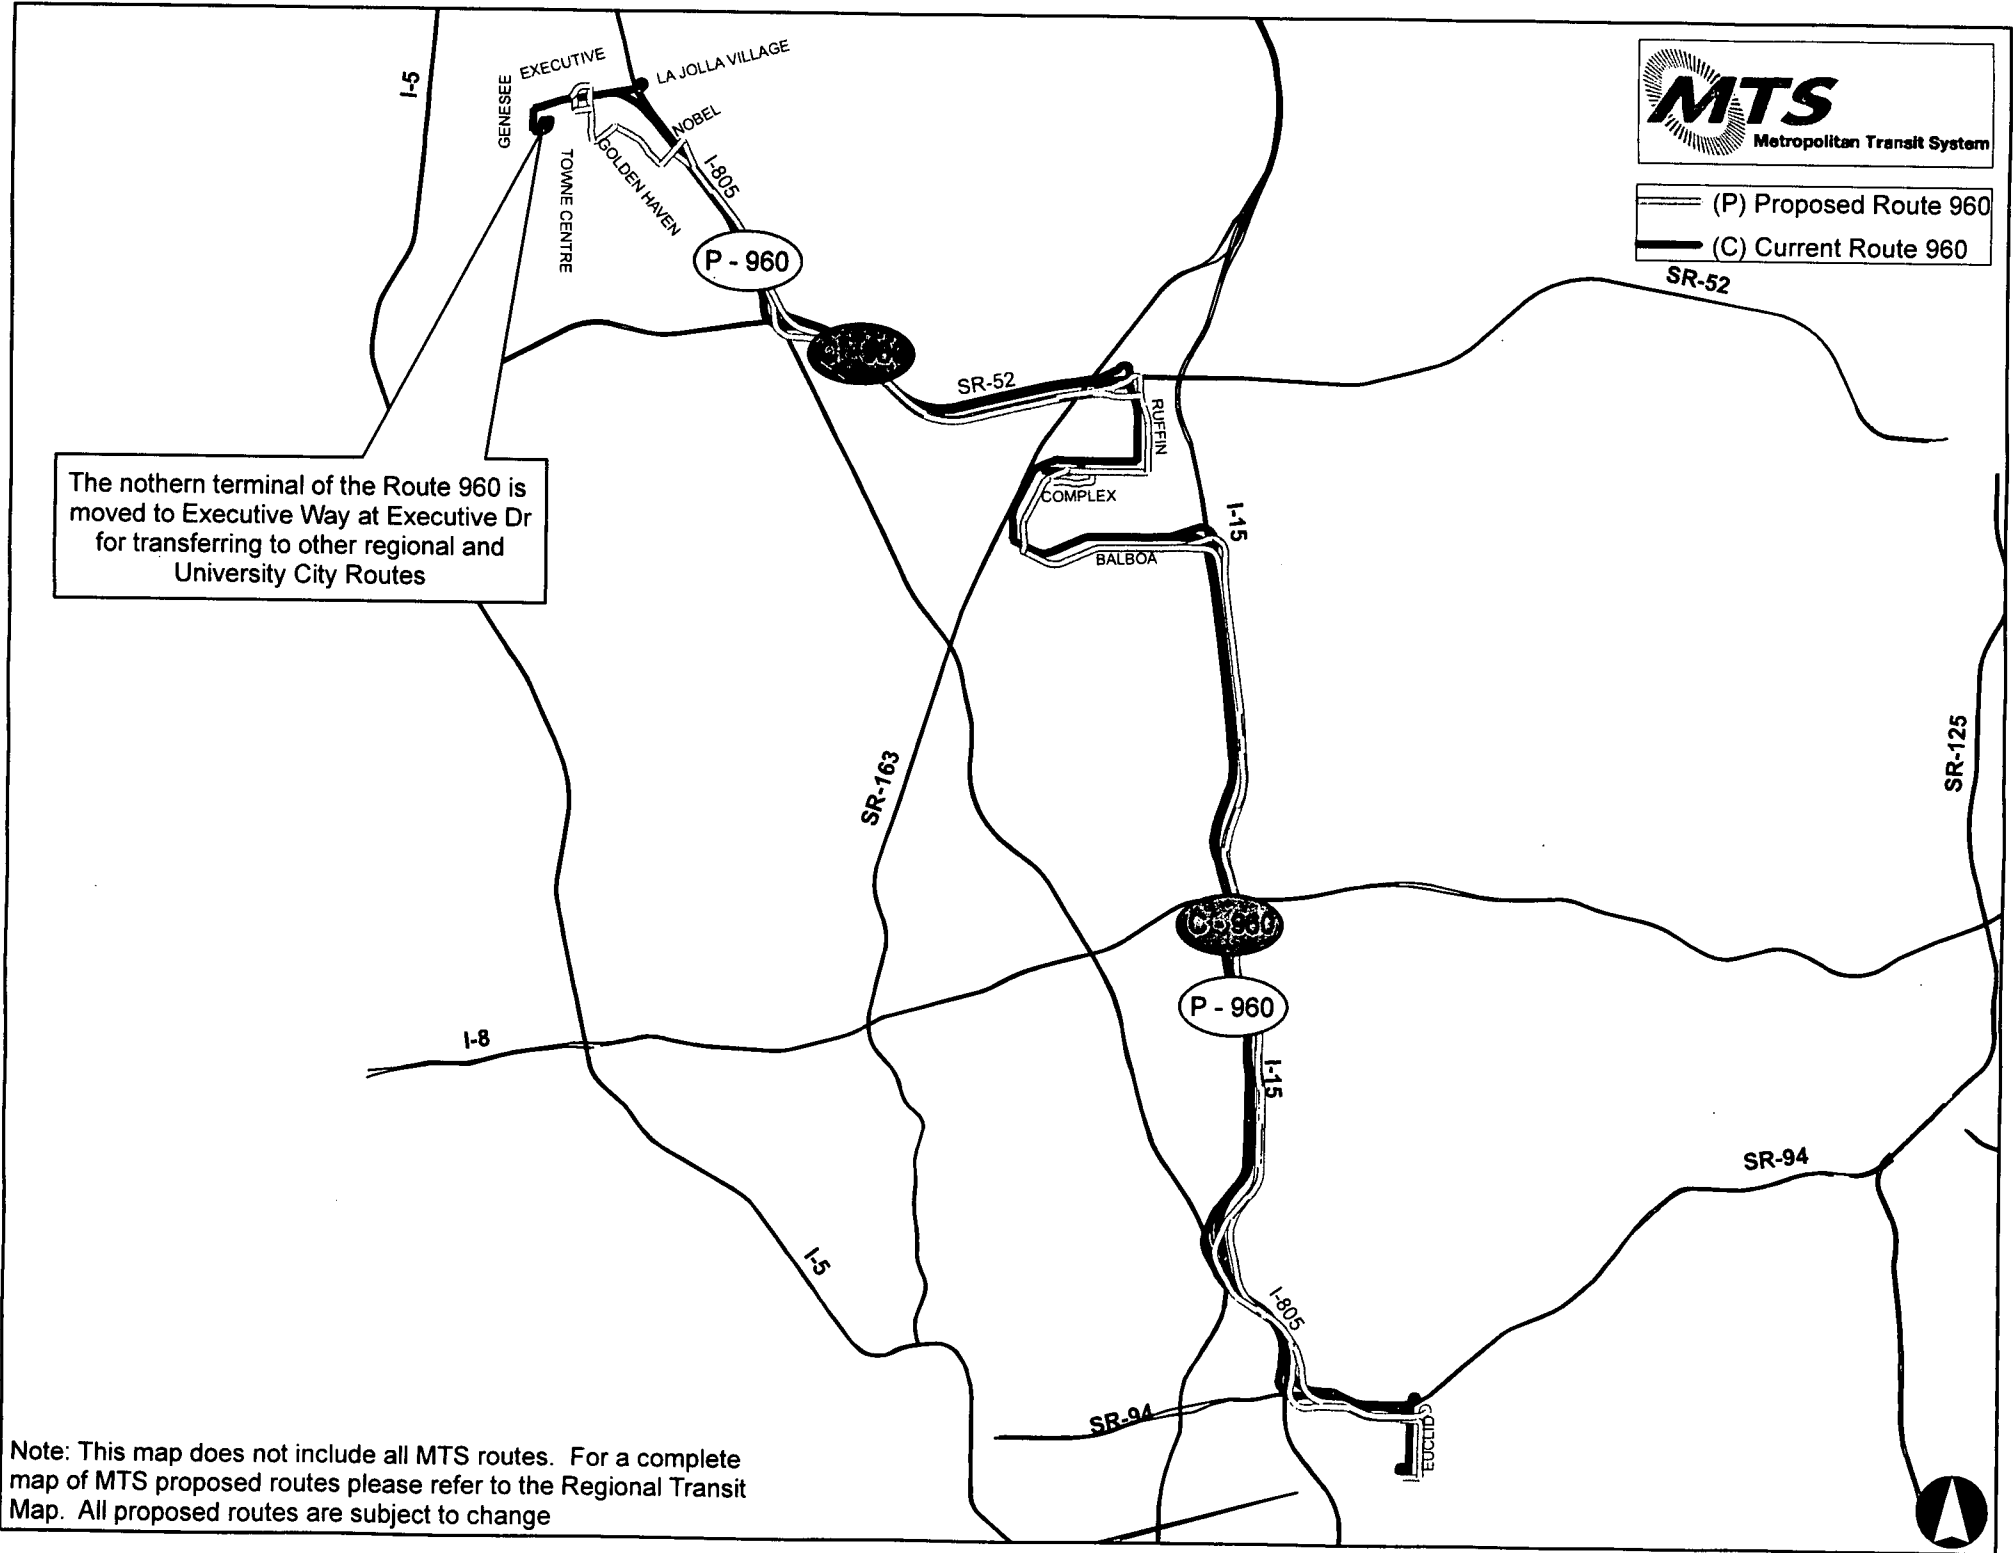 I-5
EXECUTIVE
LA JOLLA VILLAGE
GENESEE
NOBEL
GOLDEN HAVEN
TOWNE CENTRE
I-805
P - 960
MTS
Metropolitan Transit System
(P) Proposed Route 960
(C) Current Route 960
SR-52
SR-52
RUFFIN
COMPLEX
BALBOA
I-15
The nothern terminal of the Route 960 is
moved to Executive Way at Executive Dr
for transferring to other regional and
University City Routes
SR-163
SR-125
C - 960
P - 960
I-8
I-15
SR-94
I-5
I-805
SR-94
EUCLID
Note: This map does not include all MTS routes. For a complete
map of MTS proposed routes please refer to the Regional Transit
Map. All proposed routes are subject to change